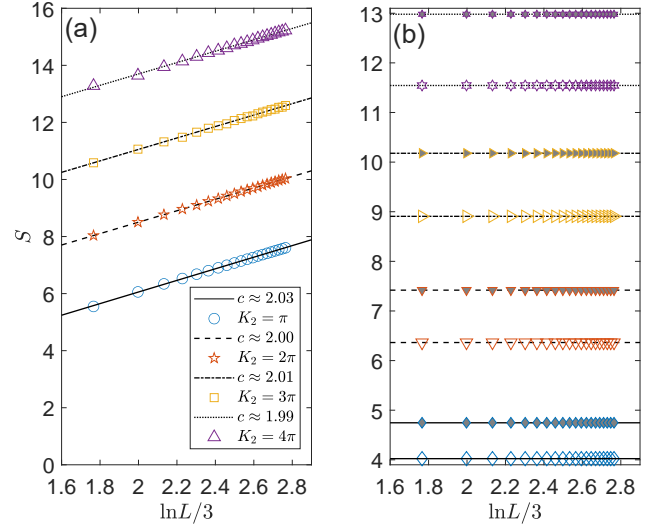 (a)
16
14
12
10
8
6
4
2
0
S
c ≈ 2.03
K₂ = π
c ≈ 2.00
K₂ = 2π
c ≈ 2.01
K₂ = 3π
c ≈ 1.99
K₂ = 4π
1.6 1.8 2 2.2 2.4 2.6 2.8
lnL/3
(b)
13
12
11
10
9
8
7
6
5
4
1.6 1.8 2 2.2 2.4 2.6 2.8
lnL/3